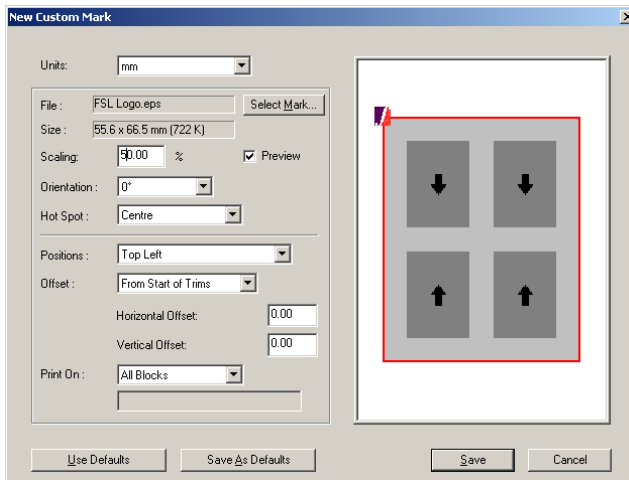 New Custom Mark
Units: mm
File : FSL Logo.eps Select Mark...
Size : 55.6 x 66.5 mm (722 K)
Scaling: 50.00 % Preview
Orientation : 0°
Hot Spot : Centre
Positions : Top Left
Offset : From Start of Trims
Horizontal Offset: 0.00
Vertical Offset: 0.00
Print On : All Blocks
Use Defaults Save As Defaults Save Cancel